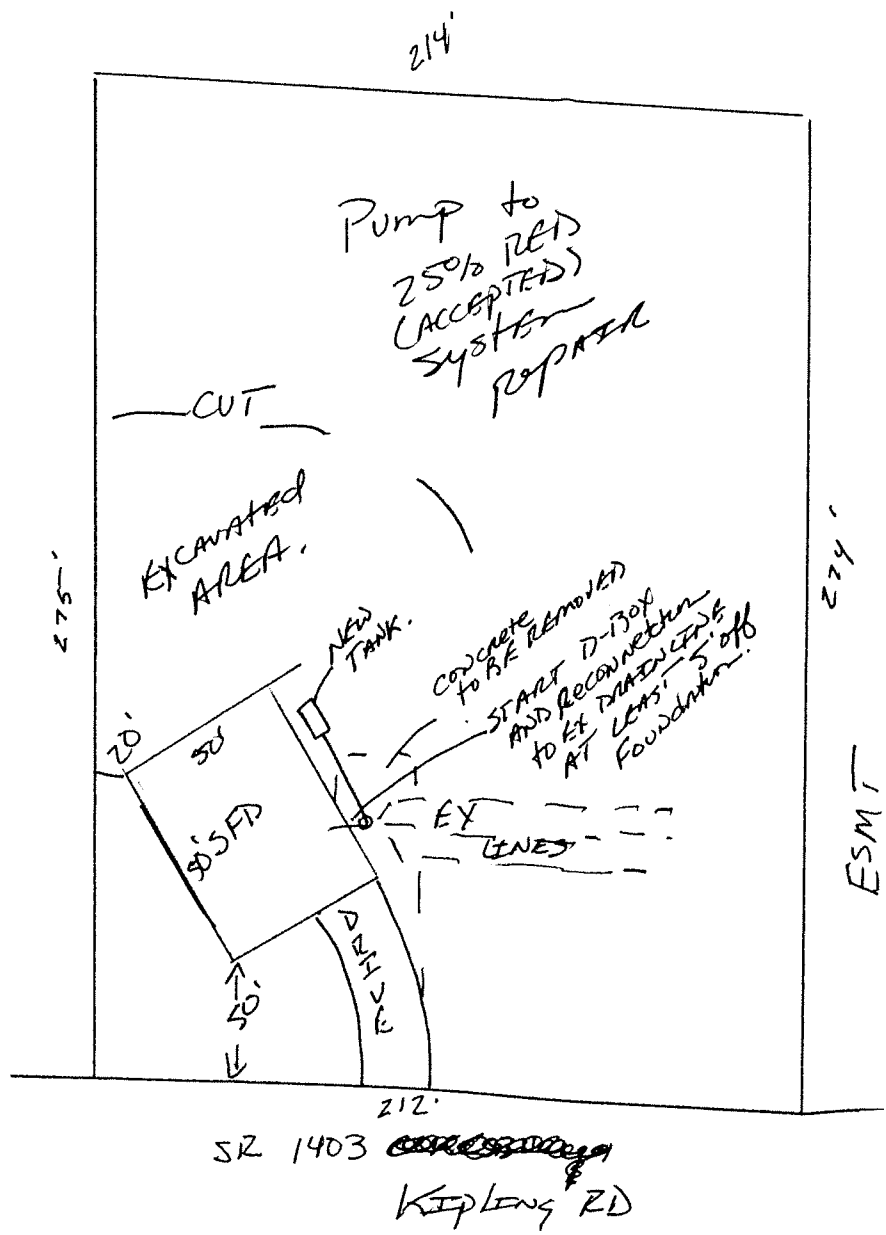 214'
Pump to
25% RED
(ACCEPTED)
System
Repair
CUT
EXCAVATED
AREA.
275'
274'
NEW
TANK.
CONCRETE
to BE REMOVED
START D-BOX
AND Reconnection
to EX DRAINLINE
AT LEAST 5' off
Foundation.
20'
50'
50' SFD
EX
LINES
ESMT
DRIVE
50'
212'
SR 1403
KIPLING RD